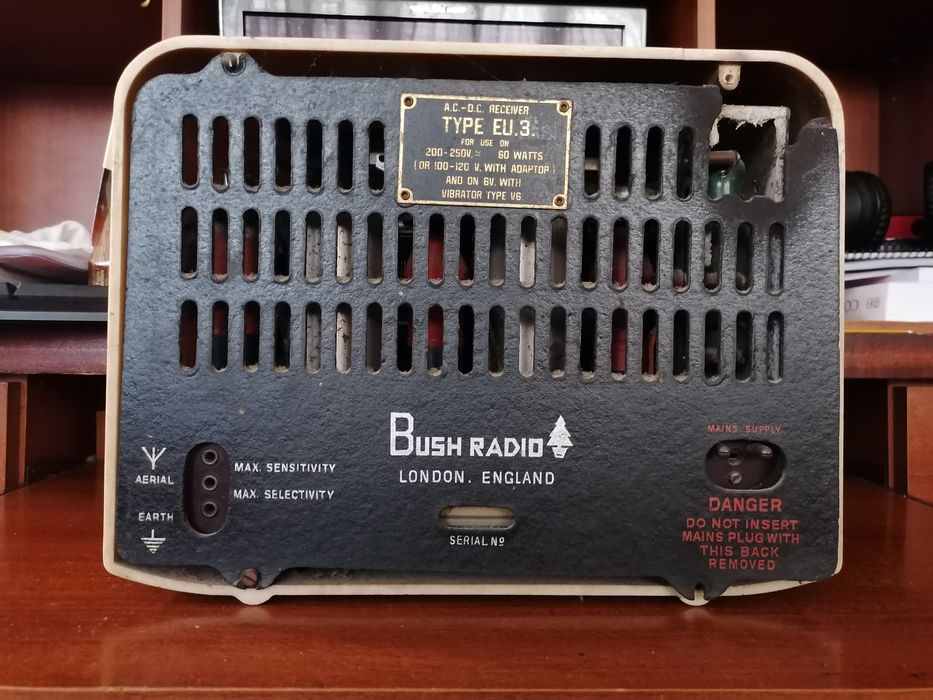 A.C.-D.C. RECEIVER
TYPE EU.3.
FOR USE ON
200-250V.≂ 60 WATTS
(OR 100-120 V. WITH ADAPTOR)
AND ON 6V. WITH
VIBRATOR TYPE V6.
BUSH RADIO
LONDON. ENGLAND
SERIAL Nº
AERIAL
MAX. SENSITIVITY
MAX. SELECTIVITY
EARTH
MAINS SUPPLY.
DANGER
DO NOT INSERT
MAINS PLUG WITH
THIS BACK
REMOVED